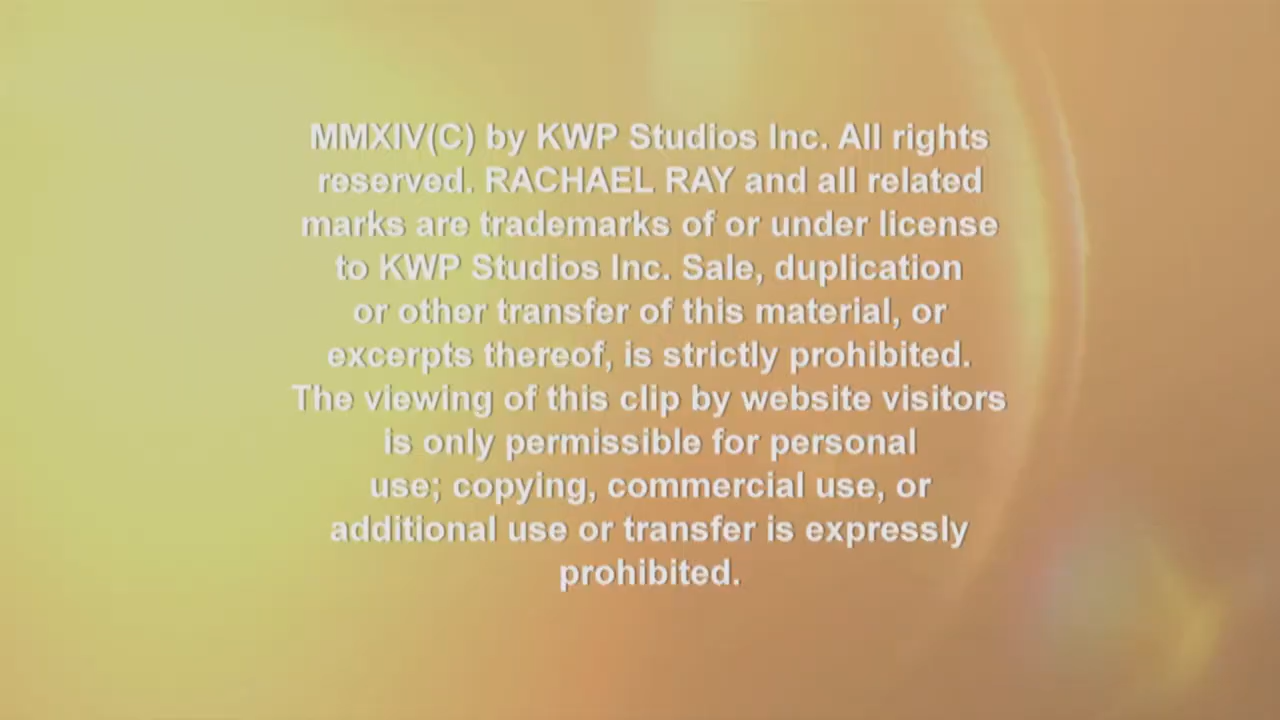 MMXIV(C) by KWP Studios Inc. All rights
reserved. RACHAEL RAY and all related
marks are trademarks of or under license
to KWP Studios Inc. Sale, duplication
or other transfer of this material, or
excerpts thereof, is strictly prohibited.
The viewing of this clip by website visitors
is only permissible for personal
use; copying, commercial use, or
additional use or transfer is expressly
prohibited.